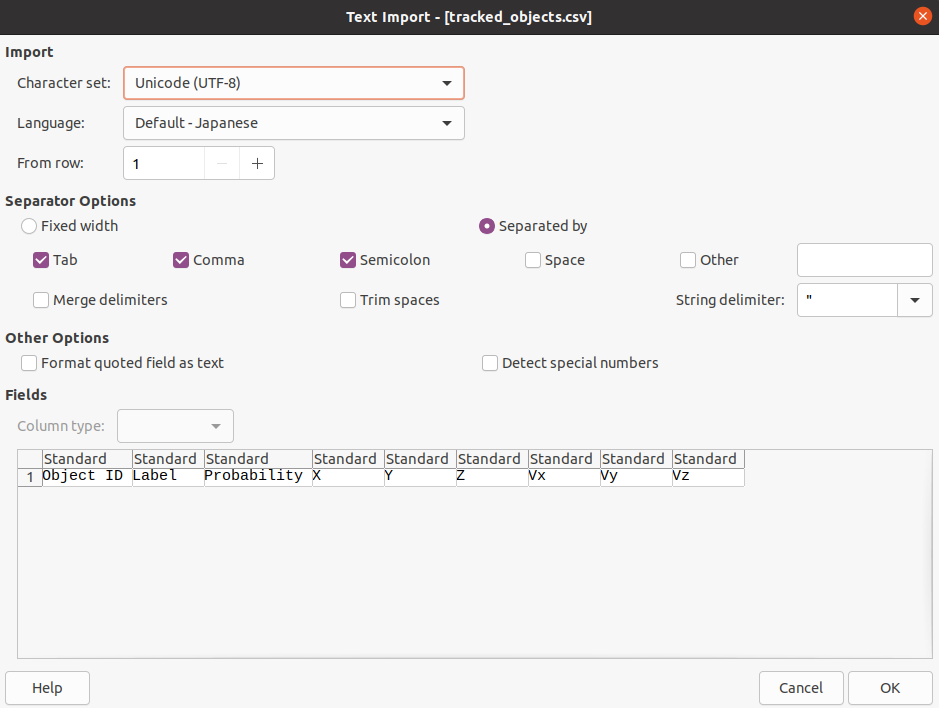 Text Import - [tracked_objects.csv]
Import
Character set: Unicode (UTF-8)
Language: Default - Japanese
From row: 1
Separator Options
Fixed width Separated by
Tab Comma Semicolon Space Other
Merge delimiters Trim spaces String delimiter: "
Other Options
Format quoted field as text Detect special numbers
Fields
Column type:
Standard Standard Standard Standard Standard Standard Standard Standard Standard
1 Object ID Label Probability X Y Z Vx Vy Vz
Help Cancel OK